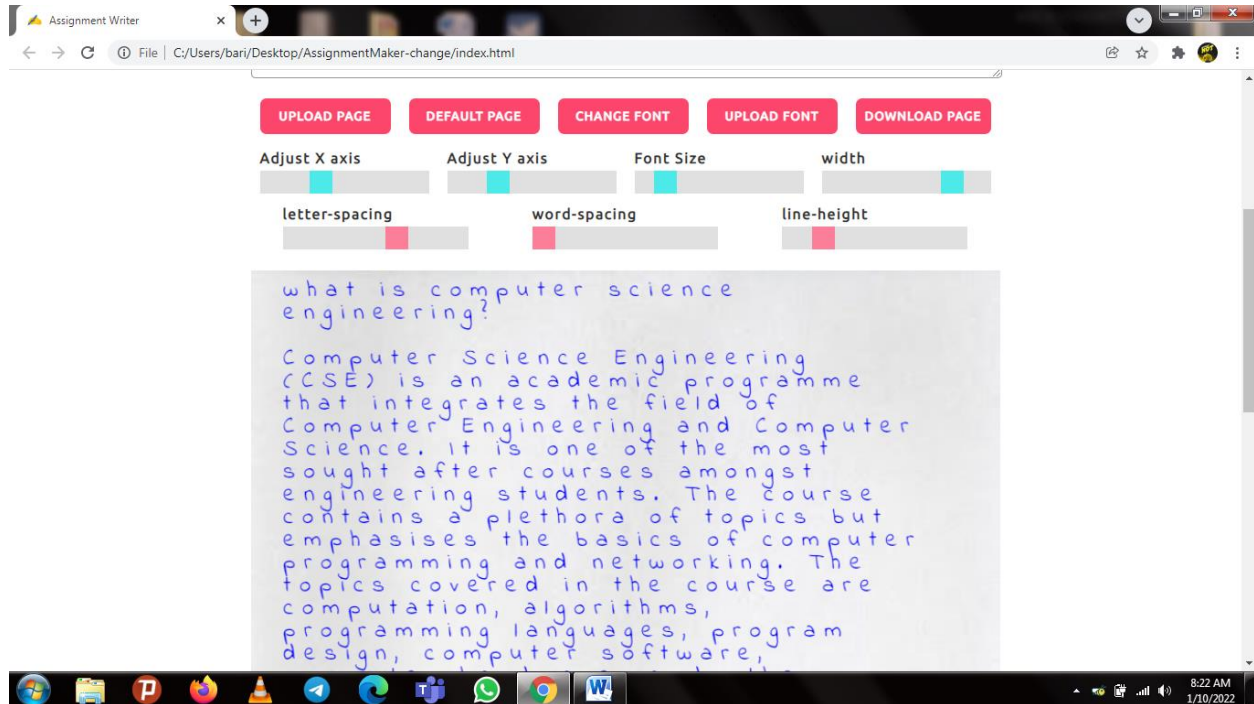 Assignment Writer
File | C:/Users/bari/Desktop/AssignmentMaker-change/index.html
UPLOAD PAGE DEFAULT PAGE CHANGE FONT UPLOAD FONT DOWNLOAD PAGE
Adjust X axis Adjust Y axis Font Size width
letter-spacing word-spacing line-height
what is computer science
engineering?
Computer Science Engineering
(CSE) is an academic programme
that integrates the field of
Computer Engineering and Computer
Science. It is one of the most
sought after courses amongst
engineering students. The course
contains a plethora of topics but
emphasises the basics of computer
programming and networking. The
topics covered in the course are
computation, algorithms,
programming languages, program
design, computer software,
8:22 AM
1/10/2022